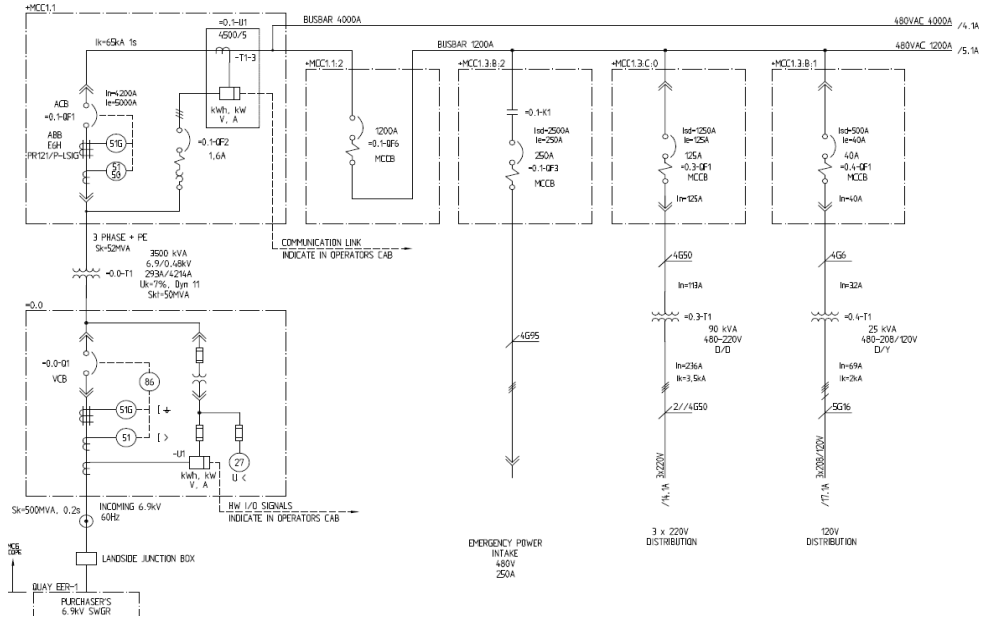 +MCC1.1
=0.1-U1
4500/5
-T1-3
kWh, kW
V, A
Ik=65kA 1s
ACB
=0.1-QF1
In=4200A
Ie=5000A
ABB
E6H
PR121/P-LSIG
51G
51
50
=0.1-QF2
1,6A
BUSBAR 4000A
480VAC 4000A
/4.1A
BUSBAR 1200A
480VAC 1200A
/5.1A
+MCC1.1:2
1200A
=0.1-QF6
MCCB
+MCC1.3:B:2
=0.1-K1
Isd=2500A
Ie=250A
250A
=0.1-QF3
MCCB
+MCC1.3:C:0
Isd=1250A
Ie=125A
125A
=0.3-QF1
MCCB
In=125A
+MCC1.3:B:1
Isd=500A
Ie=40A
40A
=0.4-QF1
MCCB
In=40A
COMMUNICATION LINK
INDICATE IN OPERATORS CAB
3 PHASE + PE
Sk=52MVA
=0.0-T1
3500 kVA
6.9/0.48kV
293A/4214A
Uk=7%, Dyn 11
Skt=50MVA
=0.0
=0.0-Q1
VCB
86
51G
51
[ >
-U1
kWh, kW
V, A
27
U <
HW I/O SIGNALS
INDICATE IN OPERATORS CAB
Sk=500MVA, 0.2s
INCOMING 6.9kV
60Hz
LANDSIDE JUNCTION BOX
QUAY EER-1
PURCHASER'S
6.9kV SWGR
4G95
EMERGENCY POWER
INTAKE
480V
250A
4G50
In=113A
=0.3-T1
90 kVA
480-220V
D/D
In=236A
Ik=3,5kA
2//4G50
3x220V
/14.1A
3 x 220V
DISTRIBUTION
4G6
In=32A
=0.4-T1
25 kVA
480-208/120V
D/Y
In=69A
Ik=2kA
5G16
3x208/120V
/17.1A
120V
DISTRIBUTION